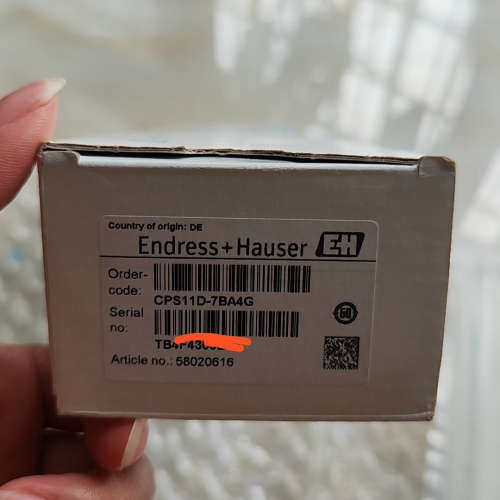 Country of origin: DE
Endress+Hauser EH
Order-
code:
CPS11D-7BA4G
Serial
no:
Article no.: 58020616